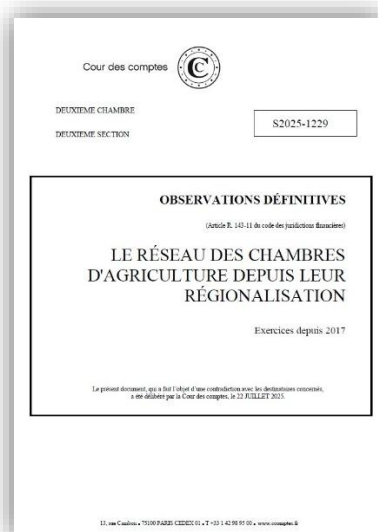 Cour des comptes
DEUXIEME CHAMBRE
S2025-1229
DEUXIEME SECTION
OBSERVATIONS DÉFINITIVES
(Article R. 143-11 du code des juridictions financières)
LE RÉSEAU DES CHAMBRES
D'AGRICULTURE DEPUIS LEUR
RÉGIONALISATION
Exercices depuis 2017
Le présent document, qui a fait l'objet d'une contradiction avec les destinataires concernés,
a été délibéré par la Cour des comptes, le 22 JUILLET 2025.
13, rue Cambon ▪ 75100 PARIS CEDEX 01 ▪ T +33 1 42 98 95 00 ▪ www.ccomptes.fr